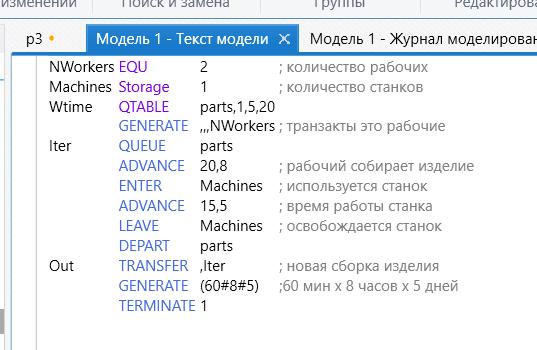 изменении Поиск и замена Группы Редактирова
p3 Модель 1 - Текст модели Модель 1 - Журнал моделирован
NWorkers EQU 2 ; количество рабочих
Machines Storage 1 ; количество станков
Wtime QTABLE parts,1,5,20
GENERATE ,,,NWorkers ; транзакты это рабочие
Iter QUEUE parts
ADVANCE 20,8 ; рабочий собирает изделие
ENTER Machines ; используется станок
ADVANCE 15,5 ; время работы станка
LEAVE Machines ; освобождается станок
DEPART parts
Out TRANSFER ,Iter ; новая сборка изделия
GENERATE (60#8#5) ;60 мин x 8 часов x 5 дней
TERMINATE 1